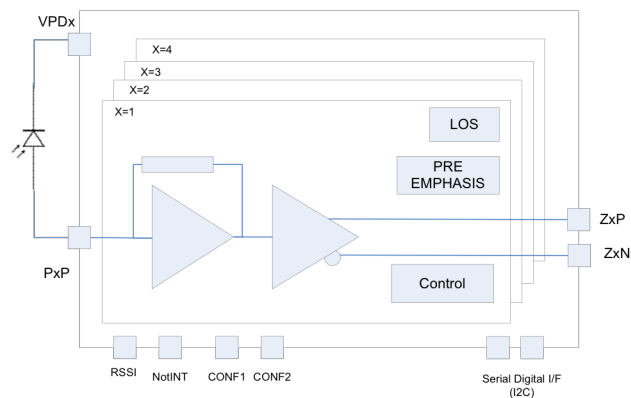 VPDx
X=4
X=3
X=2
X=1
LOS
PRE
EMPHASIS
ZxP
ZxN
PxP
Control
RSSI
NotINT
CONF1
CONF2
Serial Digital I/F
(I2C)